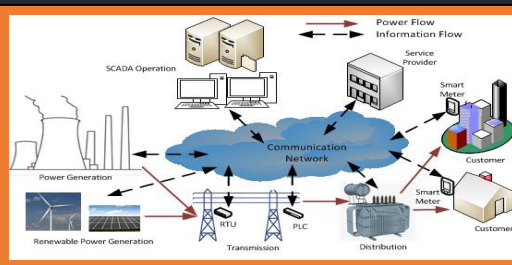 Power Flow
Information Flow
SCADA Operation
Service
Provider
Smart
Meter
Communication
Network
Customer
Power Generation
Smart
Meter
RTU
PLC
Customer
Renewable Power Generation
Transmission
Distribution